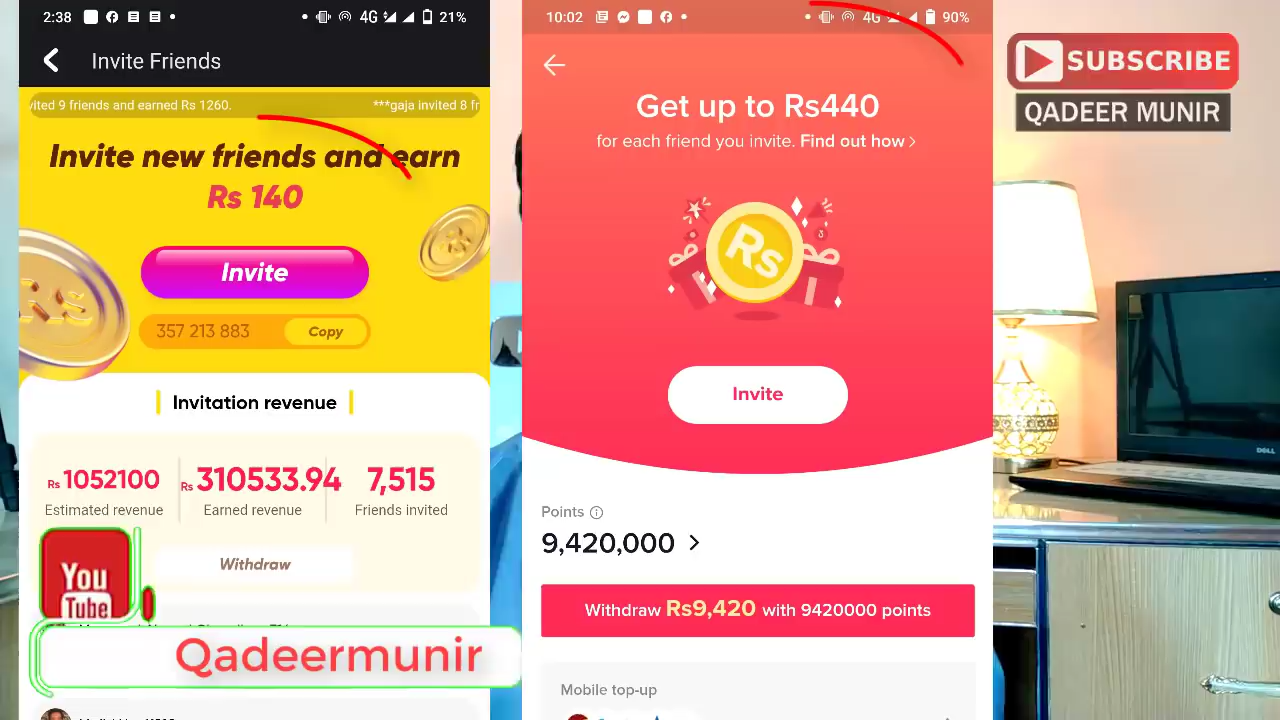 2:38
4G
21%
Invite Friends
vited 9 friends and earned Rs 1260.
***gaja invited 8 fr
Invite new friends and earn
Rs 140
Invite
357 213 883
Copy
Invitation revenue
Rs 1052100
Rs 310533.94
7,515
Estimated revenue
Earned revenue
Friends invited
Withdraw
You
Tube
Qadeermunir
10:02
4G
90%
Get up to Rs440
for each friend you invite. Find out how >
Rs
Invite
Points
9,420,000 >
Withdraw Rs9,420 with 9420000 points
Mobile top-up
SUBSCRIBE
QADEER MUNIR
DELL